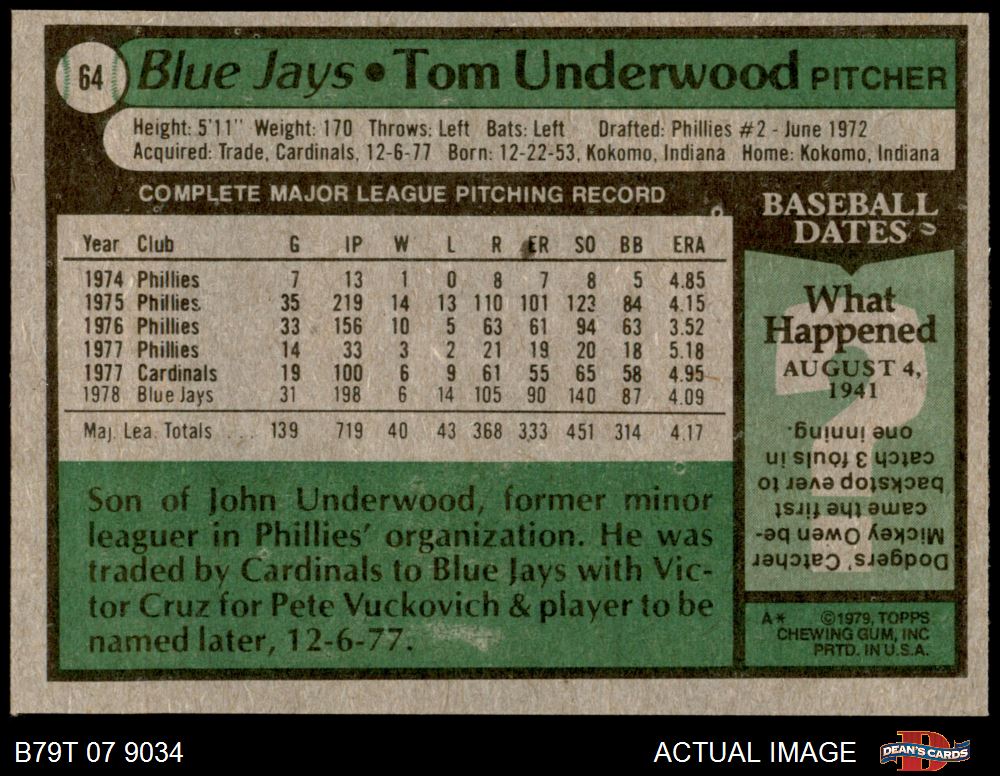 64 Blue Jays • Tom Underwood PITCHER
Height: 5'11" Weight: 170 Throws: Left Bats: Left Drafted: Phillies #2 - June 1972
Acquired: Trade, Cardinals, 12-6-77 Born: 12-22-53, Kokomo, Indiana Home: Kokomo, Indiana
COMPLETE MAJOR LEAGUE PITCHING RECORD
Year Club G IP W L R ER SO BB ERA
1974 Phillies 7 13 1 0 8 7 8 5 4.85
1975 Phillies 35 219 14 13 110 101 123 84 4.15
1976 Phillies 33 156 10 5 63 61 94 63 3.52
1977 Phillies 14 33 3 2 21 19 20 18 5.18
1977 Cardinals 19 100 6 9 61 55 65 58 4.95
1978 Blue Jays 31 198 6 14 105 90 140 87 4.09
Maj. Lea. Totals ... 139 719 40 43 368 333 451 314 4.17
Son of John Underwood, former minor
leaguer in Phillies' organization. He was
traded by Cardinals to Blue Jays with Vic-
tor Cruz for Pete Vuckovich & player to be
named later, 12-6-77.
BASEBALL
DATES
What
Happened
AUGUST 4,
1941
?
Dodgers' Catcher
Mickey Owen be-
came the first
backstop ever to
catch 3 fouls in
one inning.
A* ©1979, TOPPS
CHEWING GUM, INC
PRTD. IN U.S.A.
B79T 07 9034 ACTUAL IMAGE D DEAN'S CARDS